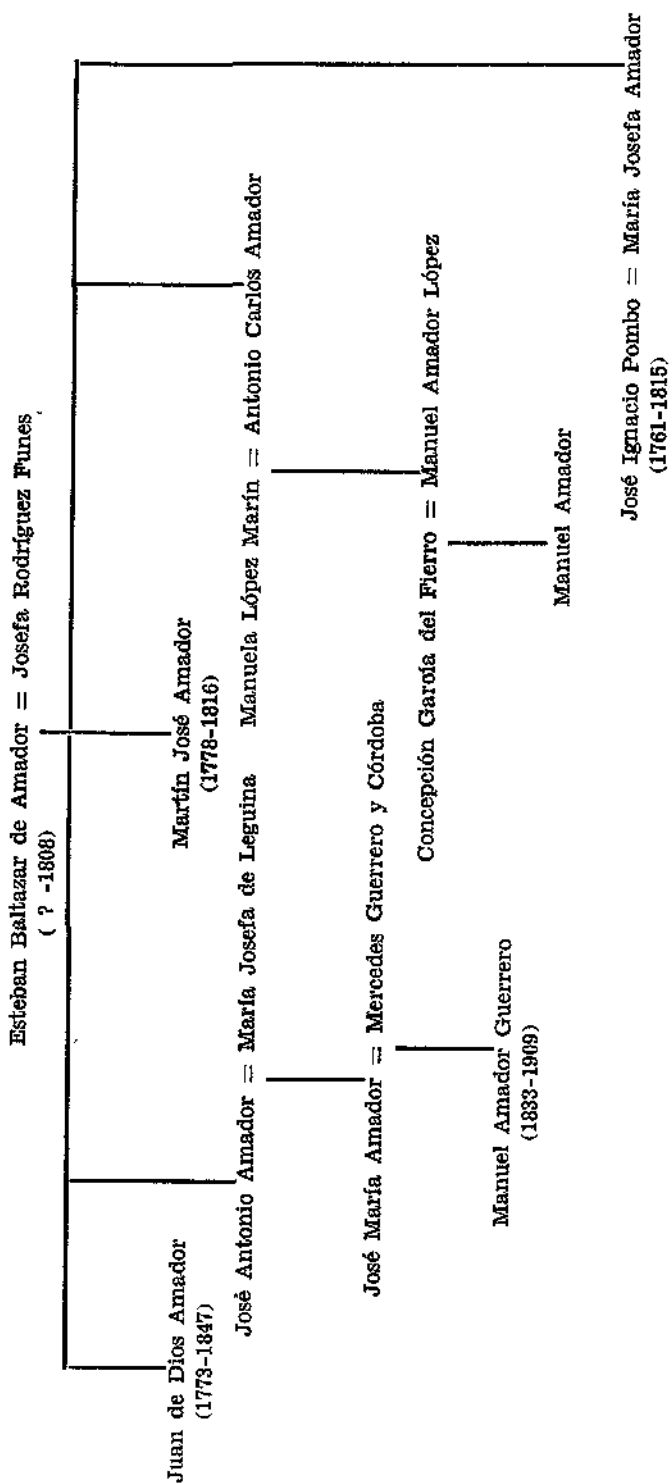 Esteban Baltazar de Amador = Josefa Rodríguez Funes
( ? -1808)
Juan de Dios Amador
(1773-1847)
Martín José Amador
(1778-1816)
José Antonio Amador = María Josefa de Leguina
Manuela López Marín = Antonio Carlos Amador
José María Amador = Mercedes Guerrero y Córdoba
Concepción García del Fierro = Manuel Amador López
Manuel Amador Guerrero
(1833-1909)
Manuel Amador
José Ignacio Pombo = María Josefa Amador
(1761-1815)